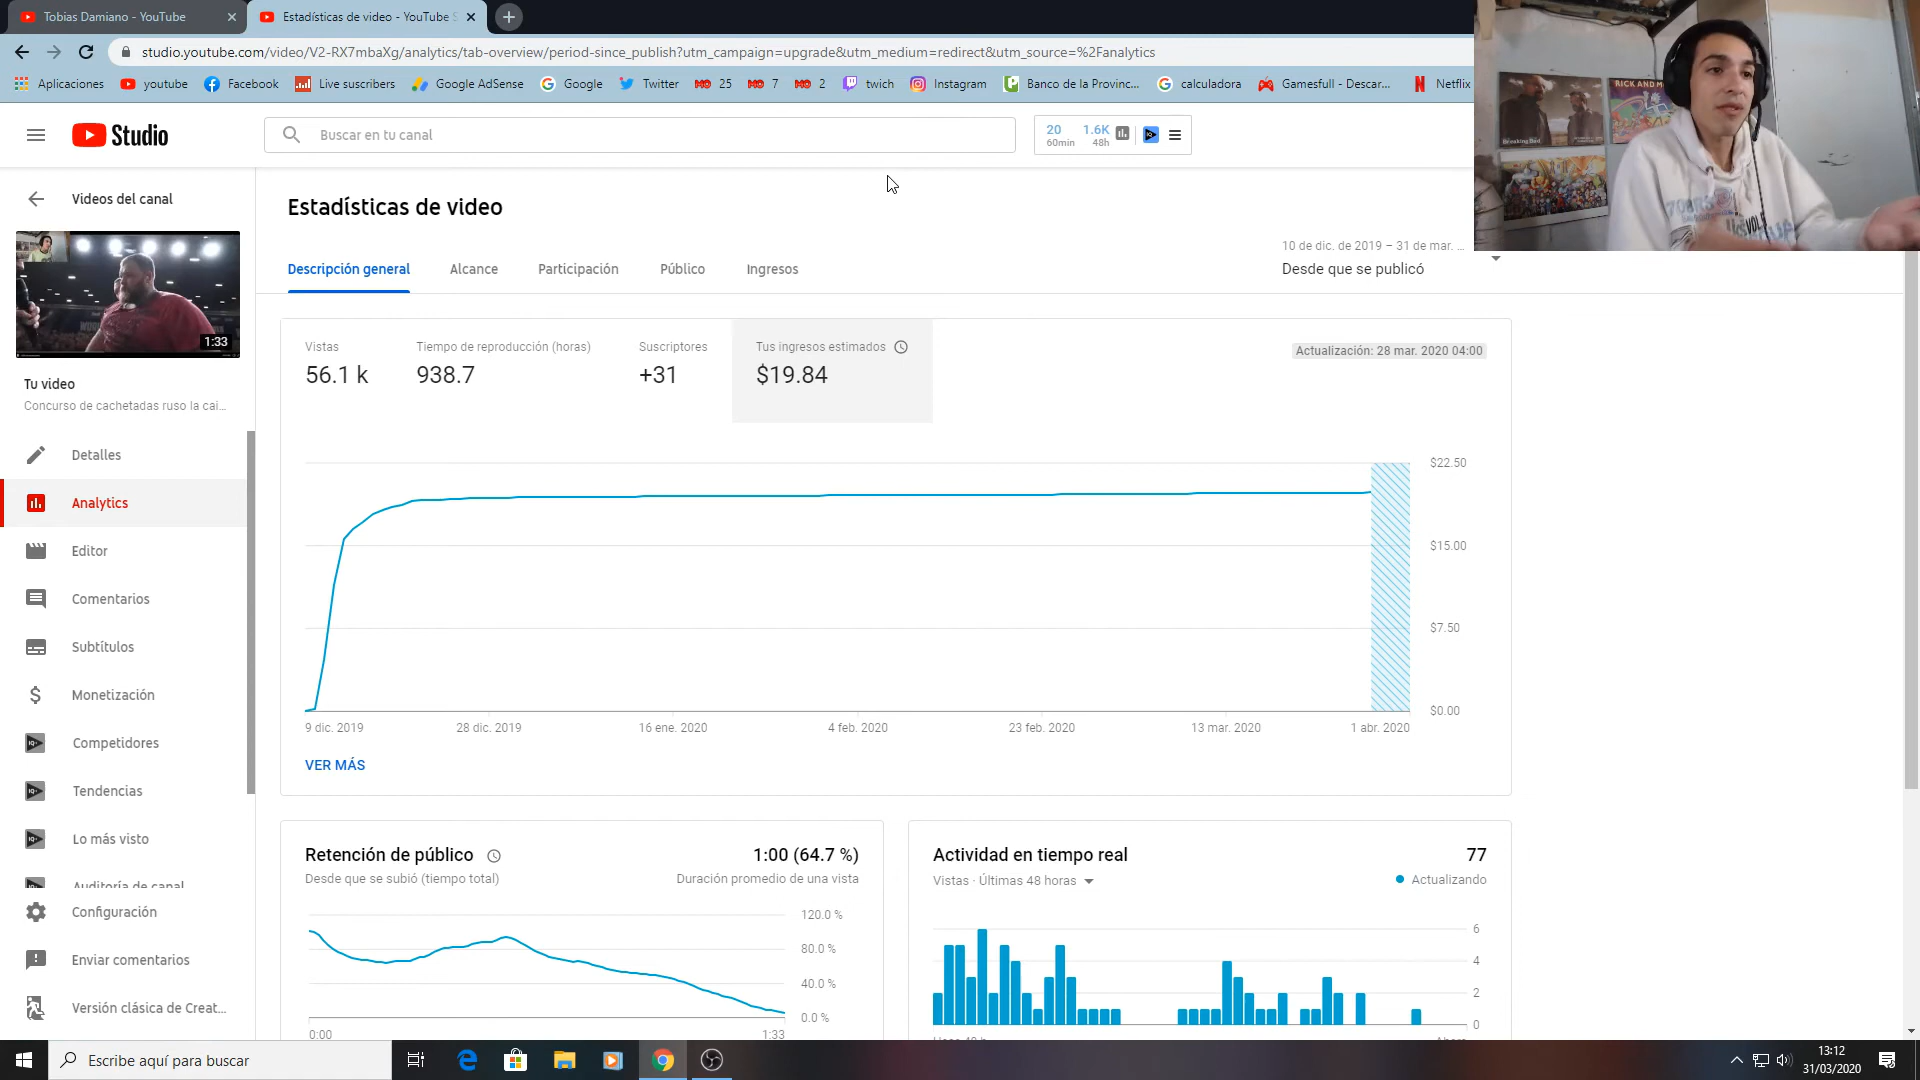 Tobias Damiano - YouTube
Estadísticas de video - YouTube S
studio.youtube.com/video/V2-RX7mbaXg/analytics/tab-overview/period-since_publish?utm_campaign=upgrade&utm_medium=redirect&utm_source=%2Fanalytics
Aplicaciones
youtube
Facebook
Live suscribers
Google AdSense
Google
Twitter
MO 25
MO 7
MO 2
twich
Instagram
Banco de la Provinc...
calculadora
Gamesfull - Descar...
Netflix
Studio
Buscar en tu canal
20
60min
1.6K
48h
Breaking Bad
RICK AND M
Videos del canal
1:33
Tu video
Concurso de cachetadas ruso la cai...
Detalles
Analytics
Editor
Comentarios
Subtítulos
Monetización
Competidores
Tendencias
Lo más visto
Auditoría de canal
Configuración
Enviar comentarios
Versión clásica de Creat...
Estadísticas de video
Descripción general
Alcance
Participación
Público
Ingresos
10 de dic. de 2019 – 31 de mar. ...
Desde que se publicó
Vistas
56.1 k
Tiempo de reproducción (horas)
938.7
Suscriptores
+31
Tus ingresos estimados
$19.84
Actualización: 28 mar. 2020 04:00
$22.50
$15.00
$7.50
$0.00
9 dic. 2019
28 dic. 2019
16 ene. 2020
4 feb. 2020
23 feb. 2020
13 mar. 2020
1 abr. 2020
VER MÁS
Retención de público
1:00 (64.7 %)
Desde que se subió (tiempo total)
Duración promedio de una vista
120.0 %
80.0 %
40.0 %
0.0 %
0:00
1:33
Actividad en tiempo real
77
Vistas · Últimas 48 horas
Actualizando
6
4
2
0
Escribe aquí para buscar
13:12
31/03/2020